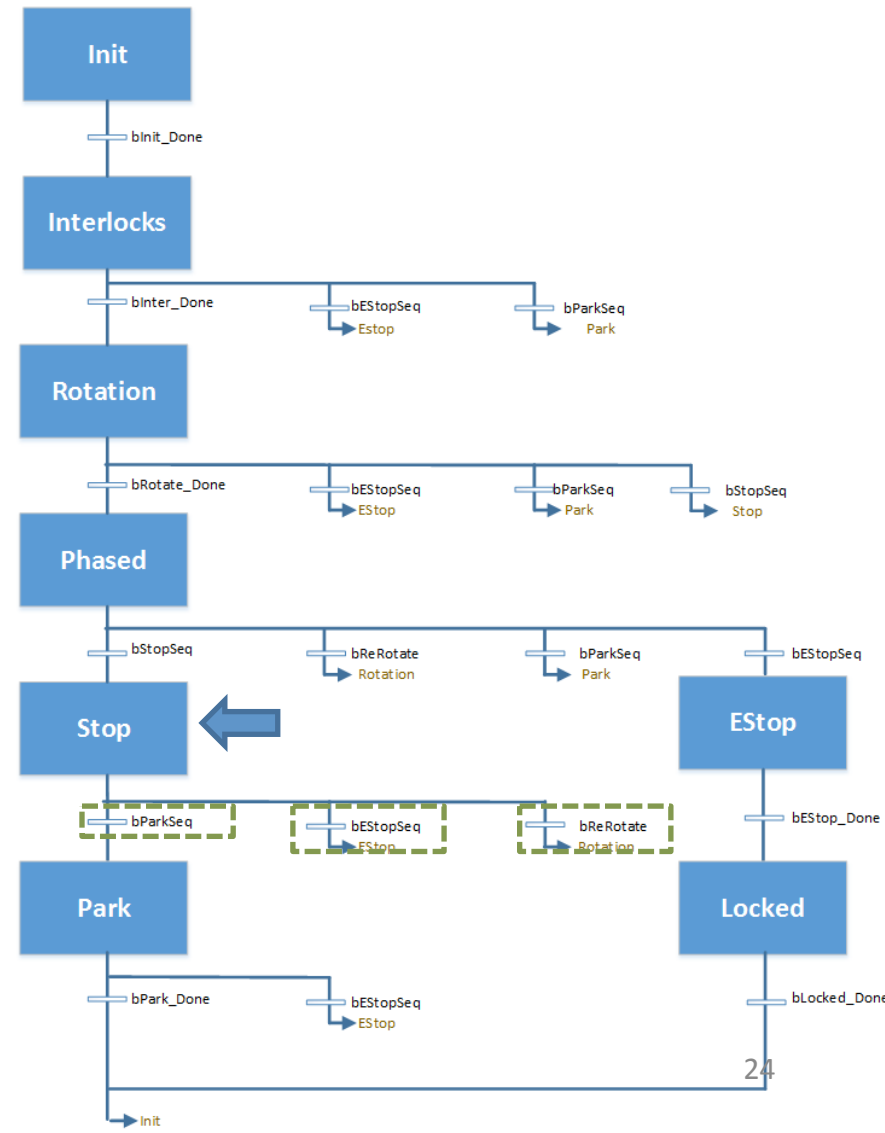 Init
bInit_Done
Interlocks
bInter_Done
bEStopSeq
bParkSeq
Estop
Park
Rotation
bRotate_Done
bEStopSeq
bParkSeq
bStopSeq
EStop
Park
Stop
Phased
bStopSeq
bReRotate
bParkSeq
bEStopSeq
Rotation
Park
Stop
EStop
bParkSeq
bEStopSeq
bReRotate
bEStop_Done
EStop
Rotation
Park
Locked
bPark_Done
bEStopSeq
bLocked_Done
EStop
24
Init